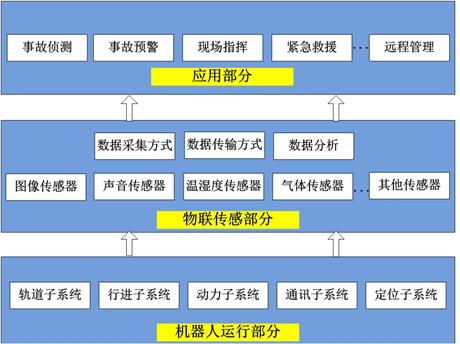 事故侦测 事故预警 现场指挥 紧急救援 … 远程管理
应用部分
数据采集方式 数据传输方式 数据分析
图像传感器 声音传感器 温湿度传感器 气体传感器 … 其他传感器
物联传感部分
轨道子系统 行进子系统 动力子系统 通讯子系统 定位子系统
机器人运行部分